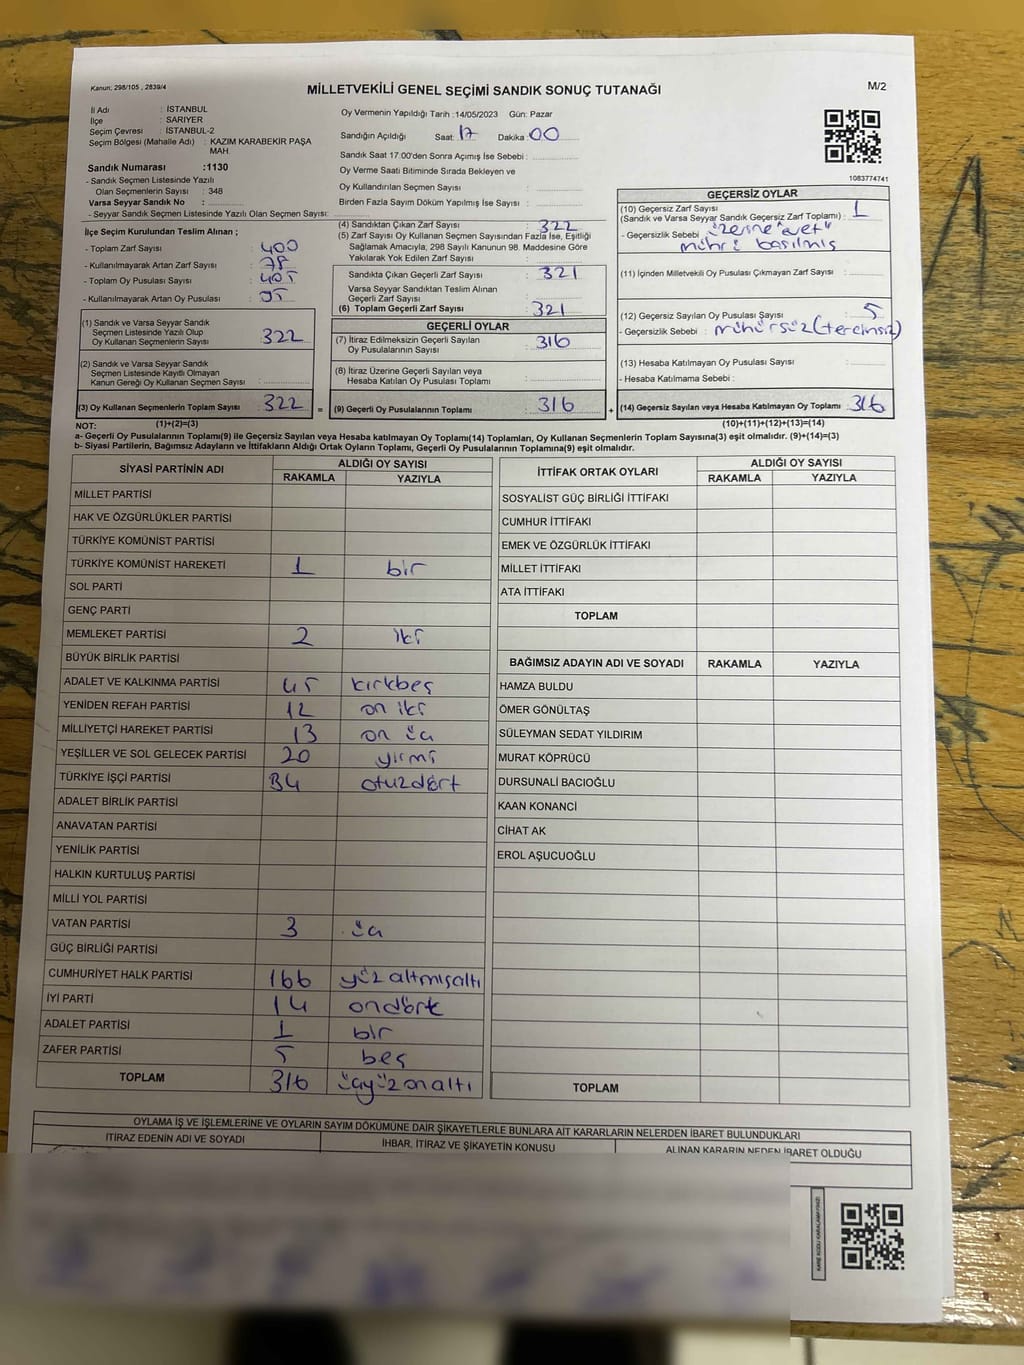 Kanun: 298/105 , 2839/4
MİLLETVEKİLİ GENEL SEÇİMİ SANDIK SONUÇ TUTANAĞI
M/2
İl Adı : İSTANBUL
İlçe : SARIYER
Seçim Çevresi : İSTANBUL-2
Seçim Bölgesi (Mahalle Adı) : KAZIM KARABEKİR PAŞA
MAH.
Sandık Numarası :1130
- Sandık Seçmen Listesinde Yazılı
Olan Seçmenlerin Sayısı : 348
Varsa Seyyar Sandık No :
- Seyyar Sandık Seçmen Listesinde Yazılı Olan Seçmen Sayısı:
Oy Vermenin Yapıldığı Tarih :14/05/2023 Gün: Pazar
Sandığın Açıldığı Saat: 17 Dakika: 00
Sandık Saat 17:00'den Sonra Açımış İse Sebebi :
Oy Verme Saati Bitiminde Sırada Bekleyen ve
Oy Kullandırılan Seçmen Sayısı :
Birden Fazla Sayım Döküm Yapılmış İse Sayısı :
1083774741
İlçe Seçim Kurulundan Teslim Alınan ;
- Toplam Zarf Sayısı : 400
- Kullanılmayarak Artan Zarf Sayısı : 78
- Toplam Oy Pusulası Sayısı : 405
- Kullanılmayarak Artan Oy Pusulası :
(4) Sandıktan Çıkan Zarf Sayısı : 322
(5) Zarf Sayısı Oy Kullanan Seçmen Sayısından Fazla İse, Eşitliği
Sağlamak Amacıyla; 298 Sayılı Kanunun 98. Maddesine Göre
Yakılarak Yok Edilen Zarf Sayısı :
Sandıkta Çıkan Geçerli Zarf Sayısı : 321
Varsa Seyyar Sandıktan Teslim Alınan
Geçerli Zarf Sayısı :
(6) Toplam Geçerli Zarf Sayısı : 321
GEÇERSİZ OYLAR
(10) Geçersiz Zarf Sayısı
(Sandık ve Varsa Seyyar Sandık Geçersiz Zarf Toplamı) : 1
- Geçersizlik Sebebi : üzerine "evet"
mührü basılmış
(11) İçinden Milletvekili Oy Pusulası Çıkmayan Zarf Sayısı :
(12) Geçersiz Sayılan Oy Pusulası Sayısı : 5
- Geçersizlik Sebebi : mühürsüz(tercihsiz)
(13) Hesaba Katılmayan Oy Pusulası Sayısı :
- Hesaba Katılmama Sebebi :
(14) Geçersiz Sayılan veya Hesaba Katılmayan Oy Toplamı 316
(10)+(11)+(12)+(13)=(14)
(1) Sandık ve Varsa Seyyar Sandık
Seçmen Listesinde Yazılı Olup
Oy Kullanan Seçmenlerin Sayısı : 322
(2) Sandık ve Varsa Seyyar Sandık
Seçmen Listesinde Kayıtlı Olmayan
Kanun Gereği Oy Kullanan Seçmen Sayısı :
(3) Oy Kullanan Seçmenlerin Toplam Sayısı : 322 =
(1)+(2)=(3)
GEÇERLİ OYLAR
(7) İtiraz Edilmeksizin Geçerli Sayılan
Oy Pusulalarının Sayısı : 316
(8) İtiraz Üzerine Geçerli Sayılan veya
Hesaba Katılan Oy Pusulası Toplamı :
(9) Geçerli Oy Pusulalarının Toplamı : 316 +
NOT:
a- Geçerli Oy Pusulalarının Toplamı(9) ile Geçersiz Sayılan veya Hesaba katılmayan Oy Toplamı(14) Toplamları, Oy Kullanan Seçmenlerin Toplam Sayısına(3) eşit olmalıdır. (9)+(14)=(3)
b- Siyasi Partilerin, Bağımsız Adayların ve İttifakların Aldığı Ortak Oyların Toplamı, Geçerli Oy Pusulalarının Toplamına(9) eşit olmalıdır.
SİYASİ PARTİNİN ADI ALDIĞI OY SAYISI
RAKAMLA YAZIYLA
MİLLET PARTİSİ
HAK VE ÖZGÜRLÜKLER PARTİSİ
TÜRKİYE KOMÜNİST PARTİSİ
TÜRKİYE KOMÜNİST HAREKETİ 1 bir
SOL PARTİ
GENÇ PARTİ
MEMLEKET PARTİSİ 2 iki
BÜYÜK BİRLİK PARTİSİ
ADALET VE KALKINMA PARTİSİ 45 kırkbeş
YENİDEN REFAH PARTİSİ 12 on iki
MİLLİYETÇİ HAREKET PARTİSİ 13 on üç
YEŞİLLER VE SOL GELECEK PARTİSİ 20 yirmi
TÜRKİYE İŞÇİ PARTİSİ 34 otuzdört
ADALET BİRLİK PARTİSİ
ANAVATAN PARTİSİ
YENİLİK PARTİSİ
HALKIN KURTULUŞ PARTİSİ
MİLLİ YOL PARTİSİ
VATAN PARTİSİ 3 üç
GÜÇ BİRLİĞİ PARTİSİ
CUMHURİYET HALK PARTİSİ 166 yüz altmışaltı
İYİ PARTİ 14 ondört
ADALET PARTİSİ 1 bir
ZAFER PARTİSİ 5 beş
TOPLAM 316 üçyüz onaltı
İTTİFAK ORTAK OYLARI ALDIĞI OY SAYISI
RAKAMLA YAZIYLA
SOSYALİST GÜÇ BİRLİĞİ İTTİFAKI
CUMHUR İTTİFAKI
EMEK VE ÖZGÜRLÜK İTTİFAKI
MİLLET İTTİFAKI
ATA İTTİFAKI
TOPLAM
BAĞIMSIZ ADAYIN ADI VE SOYADI RAKAMLA YAZIYLA
HAMZA BULDU
ÖMER GÖNÜLTAŞ
SÜLEYMAN SEDAT YILDIRIM
MURAT KÖPRÜCÜ
DURSUNALİ BACIOĞLU
KAAN KONANCİ
CİHAT AK
EROL AŞUCUOĞLU
TOPLAM
OYLAMA İŞ VE İŞLEMLERİNE VE OYLARIN SAYIM DÖKÜMÜNE DAİR ŞİKAYETLERLE BUNLARA AİT KARARLARIN NELERDEN İBARET BULUNDUKLARI
İTİRAZ EDENİN ADI VE SOYADI İHBAR, İTİRAZ VE ŞİKAYETİN KONUSU ALINAN KARARIN NEDEN İBARET OLDUĞU